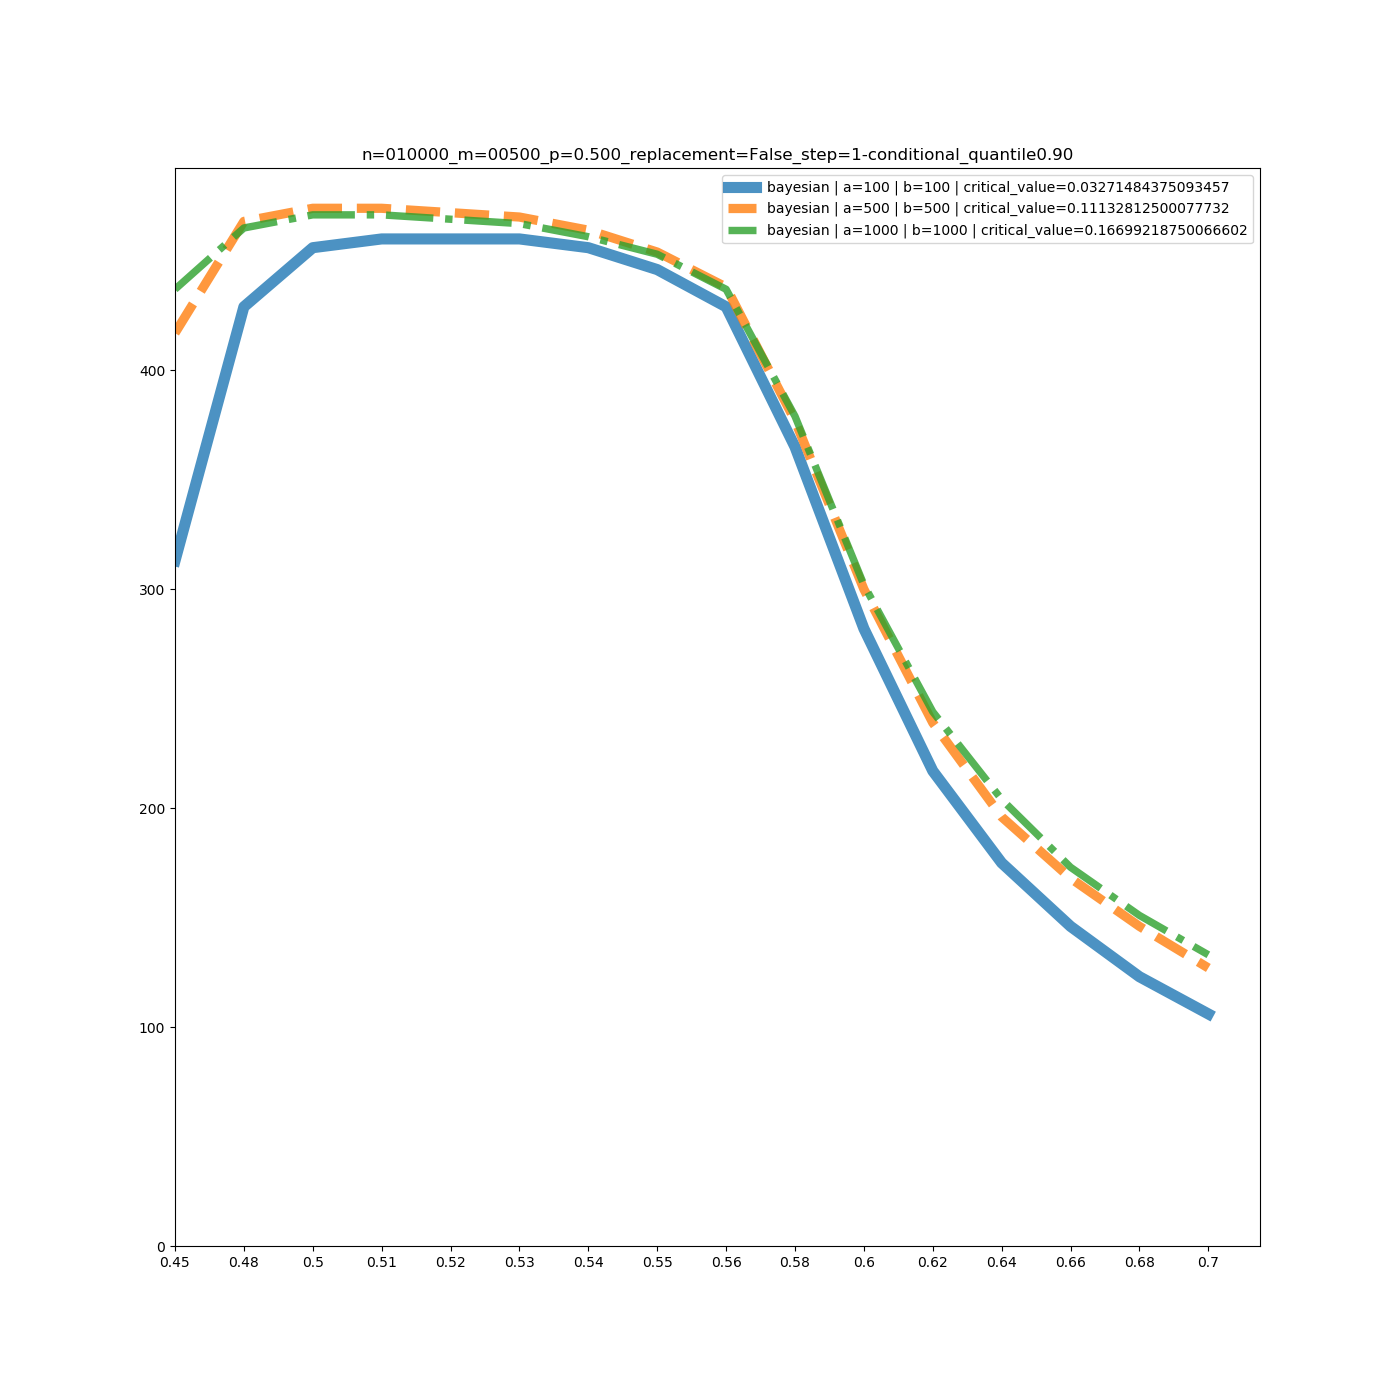 n=010000_m=00500_p=0.500_replacement=False_step=1-conditional_quantile0.90
bayesian | a=100 | b=100 | critical_value=0.03271484375093457
bayesian | a=500 | b=500 | critical_value=0.11132812500077732
bayesian | a=1000 | b=1000 | critical_value=0.16699218750066602
400
300
200
100
0
0.45 0.48 0.5 0.51 0.52 0.53 0.54 0.55 0.56 0.58 0.6 0.62 0.64 0.66 0.68 0.7